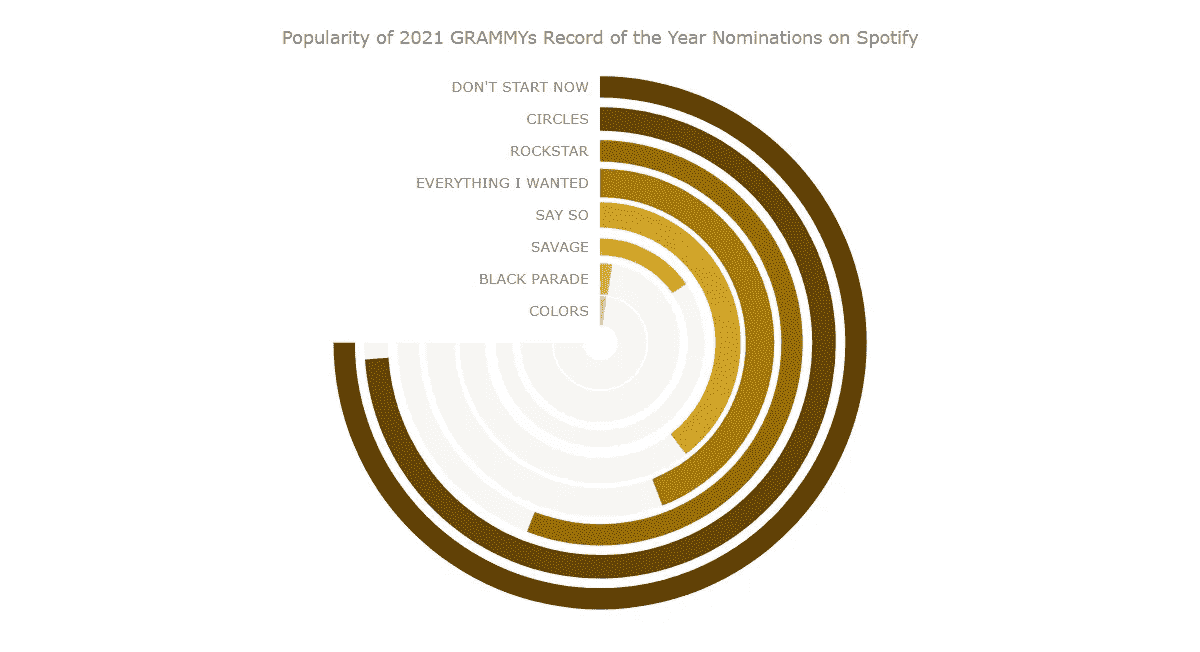 Popularity of 2021 GRAMMYs Record of the Year Nominations on Spotify
DON'T START NOW
CIRCLES
ROCKSTAR
EVERYTHING I WANTED
SAY SO
SAVAGE
BLACK PARADE
COLORS